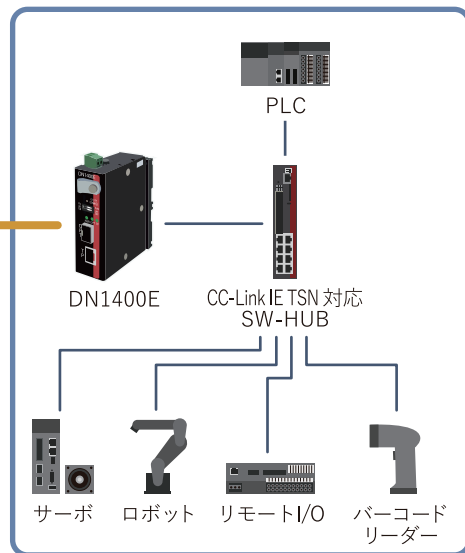 PLC
DN1400E
DN1400E
CC-Link IE TSN 対応
SW-HUB
サーボ
ロボット
リモートI/O
バーコード
リーダー